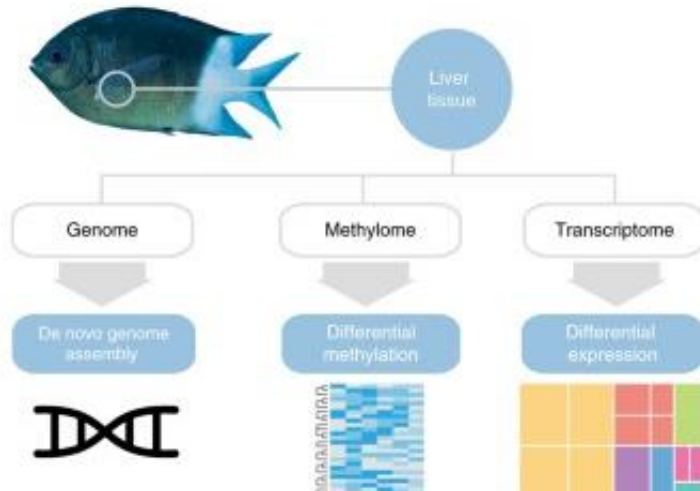 Liver
tissue
Genome
Methylome
Transcriptome
De novo genome
assembly
Differential
methylation
Differential
expression